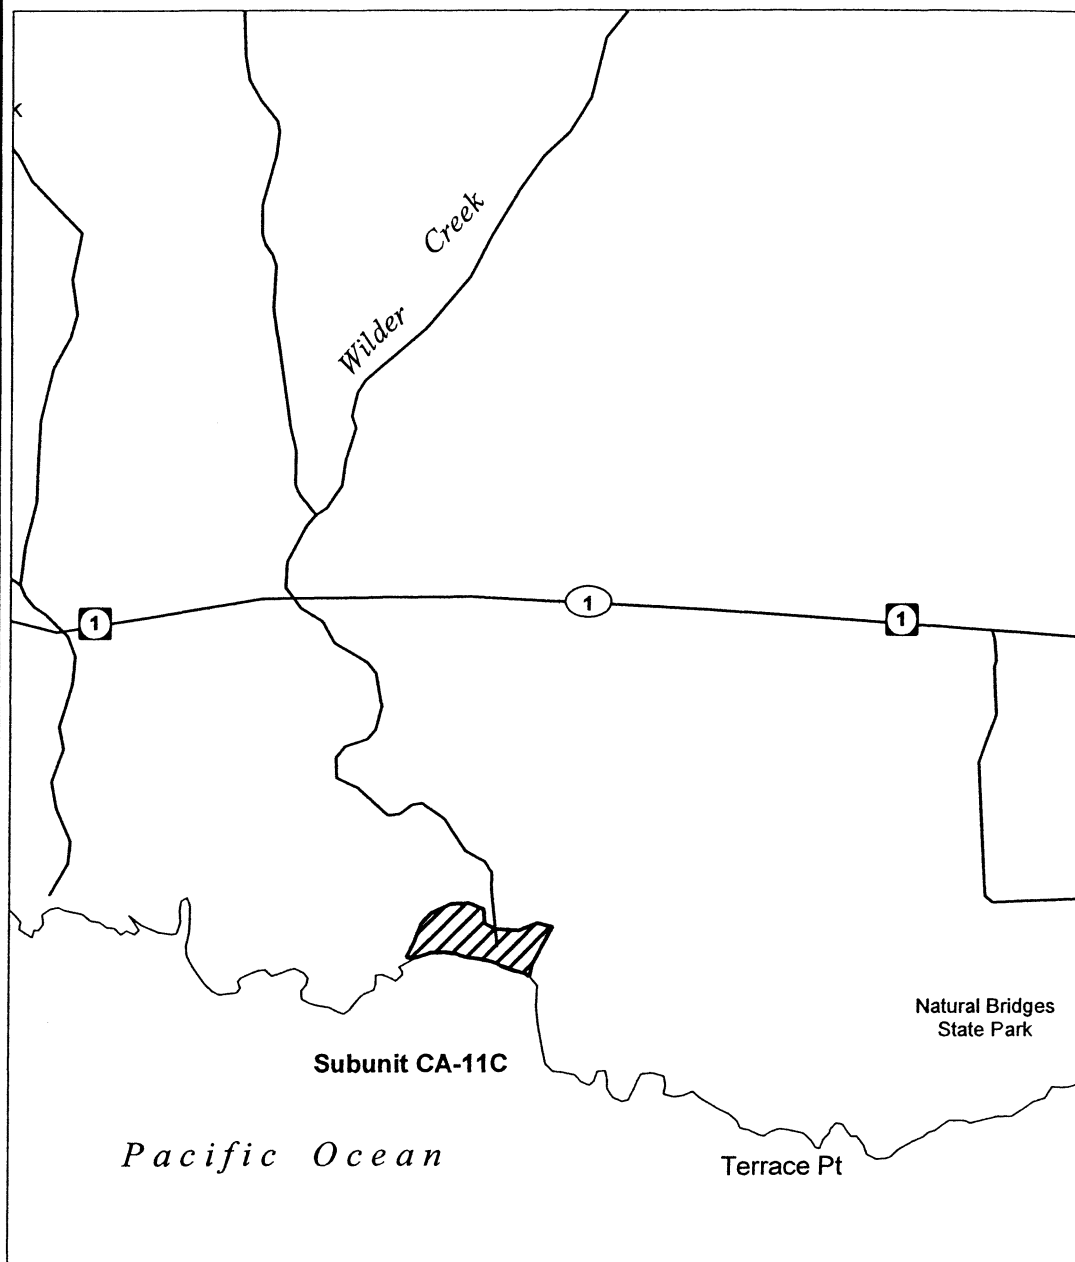 k
Creek
Wilder
1
1
1
Natural Bridges
State Park
Subunit CA-11C
Pacific Ocean
Terrace Pt